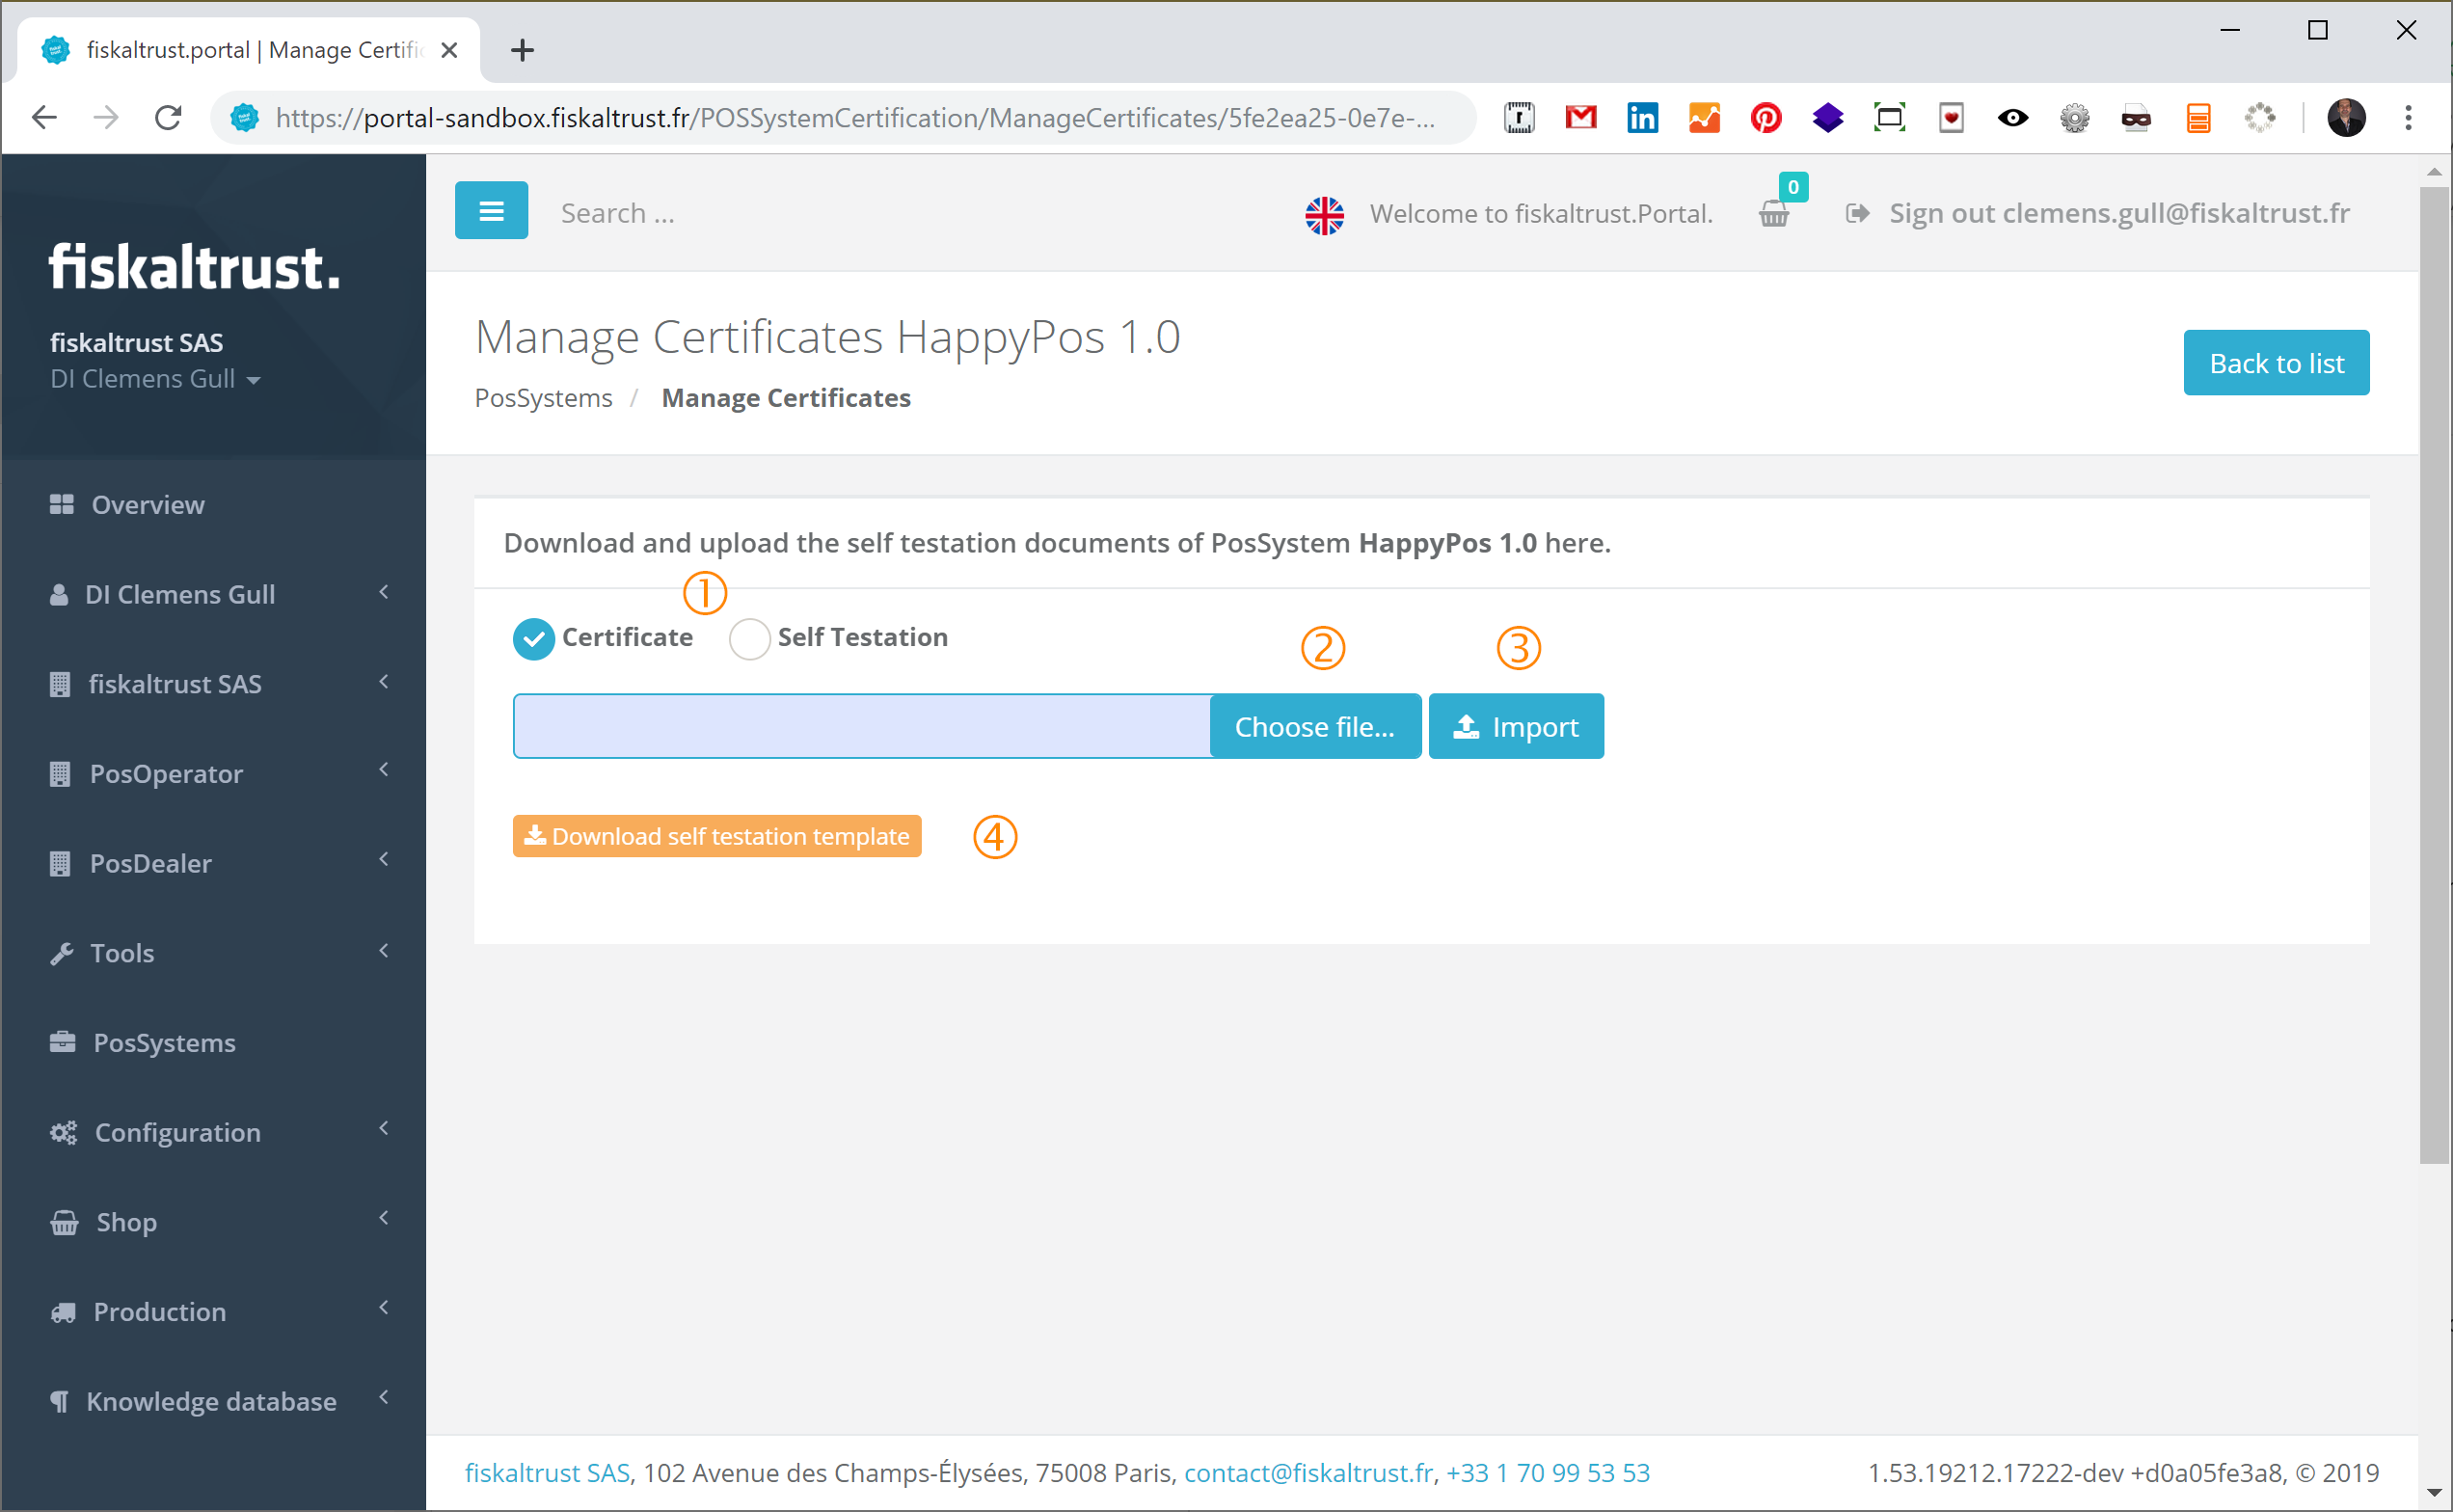 fiskaltrust.portal | Manage Certific
https://portal-sandbox.fiskaltrust.fr/POSSystemCertification/ManageCertificates/5fe2ea25-0e7e-...
fiskaltrust.
fiskaltrust SAS
DI Clemens Gull
Overview
DI Clemens Gull
fiskaltrust SAS
PosOperator
PosDealer
Tools
PosSystems
Configuration
Shop
Production
Knowledge database
Search ...
Welcome to fiskaltrust.Portal.
0
Sign out clemens.gull@fiskaltrust.fr
Manage Certificates HappyPos 1.0
PosSystems / Manage Certificates
Back to list
Download and upload the self testation documents of PosSystem HappyPos 1.0 here.
①
Certificate
Self Testation
② ③
Choose file...
Import
Download self testation template
④
fiskaltrust SAS, 102 Avenue des Champs-Élysées, 75008 Paris, contact@fiskaltrust.fr, +33 1 70 99 53 53
1.53.19212.17222-dev +d0a05fe3a8, © 2019